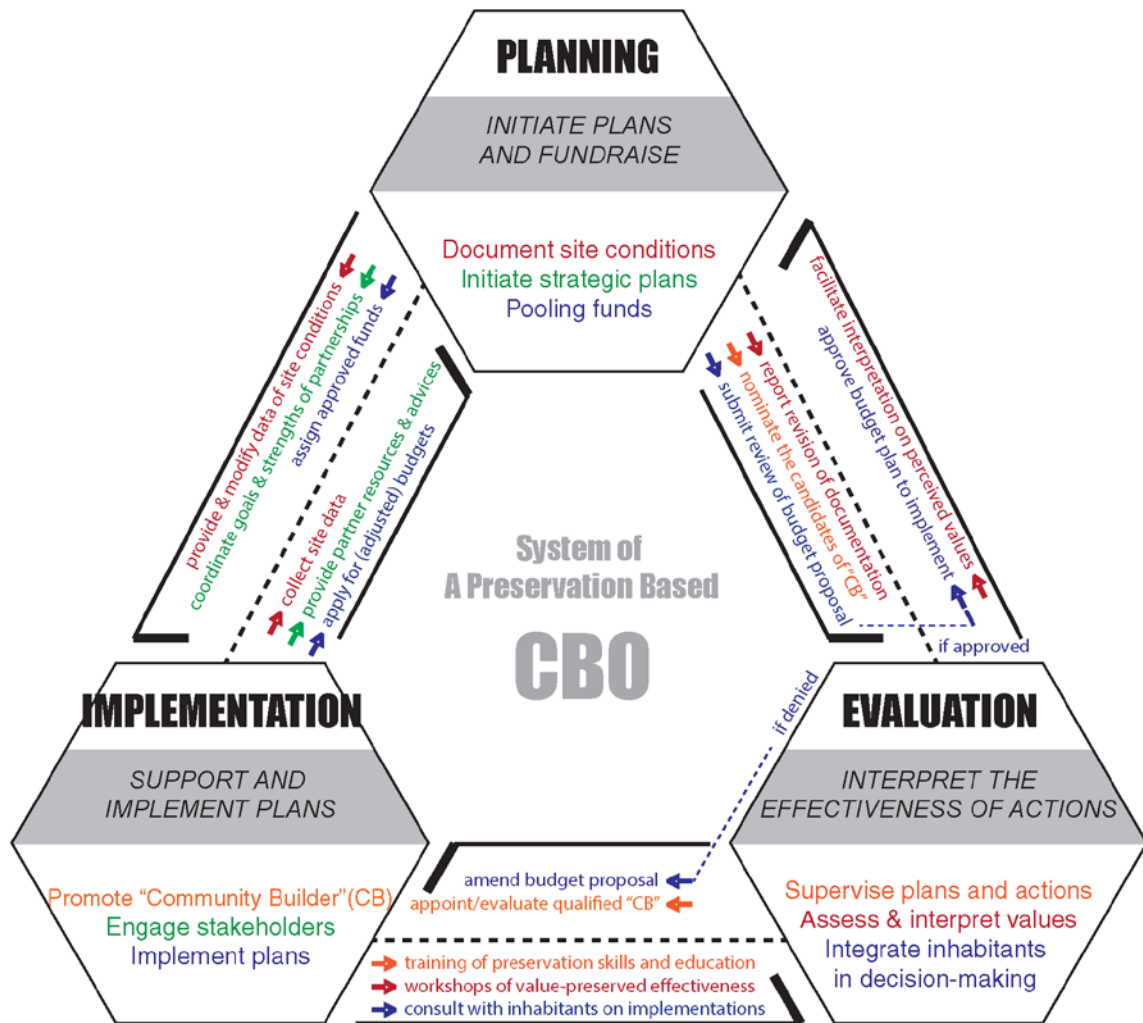 PLANNING
INITIATE PLANS
AND FUNDRAISE
Document site conditions
Initiate strategic plans
Pooling funds
provide & modify data of site conditions
coordinate goals & strengths of partnerships
assign approved funds
collect site data
provide partner resources & advices
apply for (adjusted) budgets
submit review of budget proposal
nominate the candidates of "CB"
report revision of documentation
approve budget plan to implement
facilitate interpretation on perceived values
if approved
if denied
System of
A Preservation Based
CBO
IMPLEMENTATION
SUPPORT AND
IMPLEMENT PLANS
Promote “Community Builder”(CB)
Engage stakeholders
Implement plans
EVALUATION
INTERPRET THE
EFFECTIVENESS OF ACTIONS
Supervise plans and actions
Assess & interpret values
Integrate inhabitants
in decision-making
amend budget proposal
appoint/evaluate qualified "CB"
training of preservation skills and education
workshops of value-preserved effectiveness
consult with inhabitants on implementations